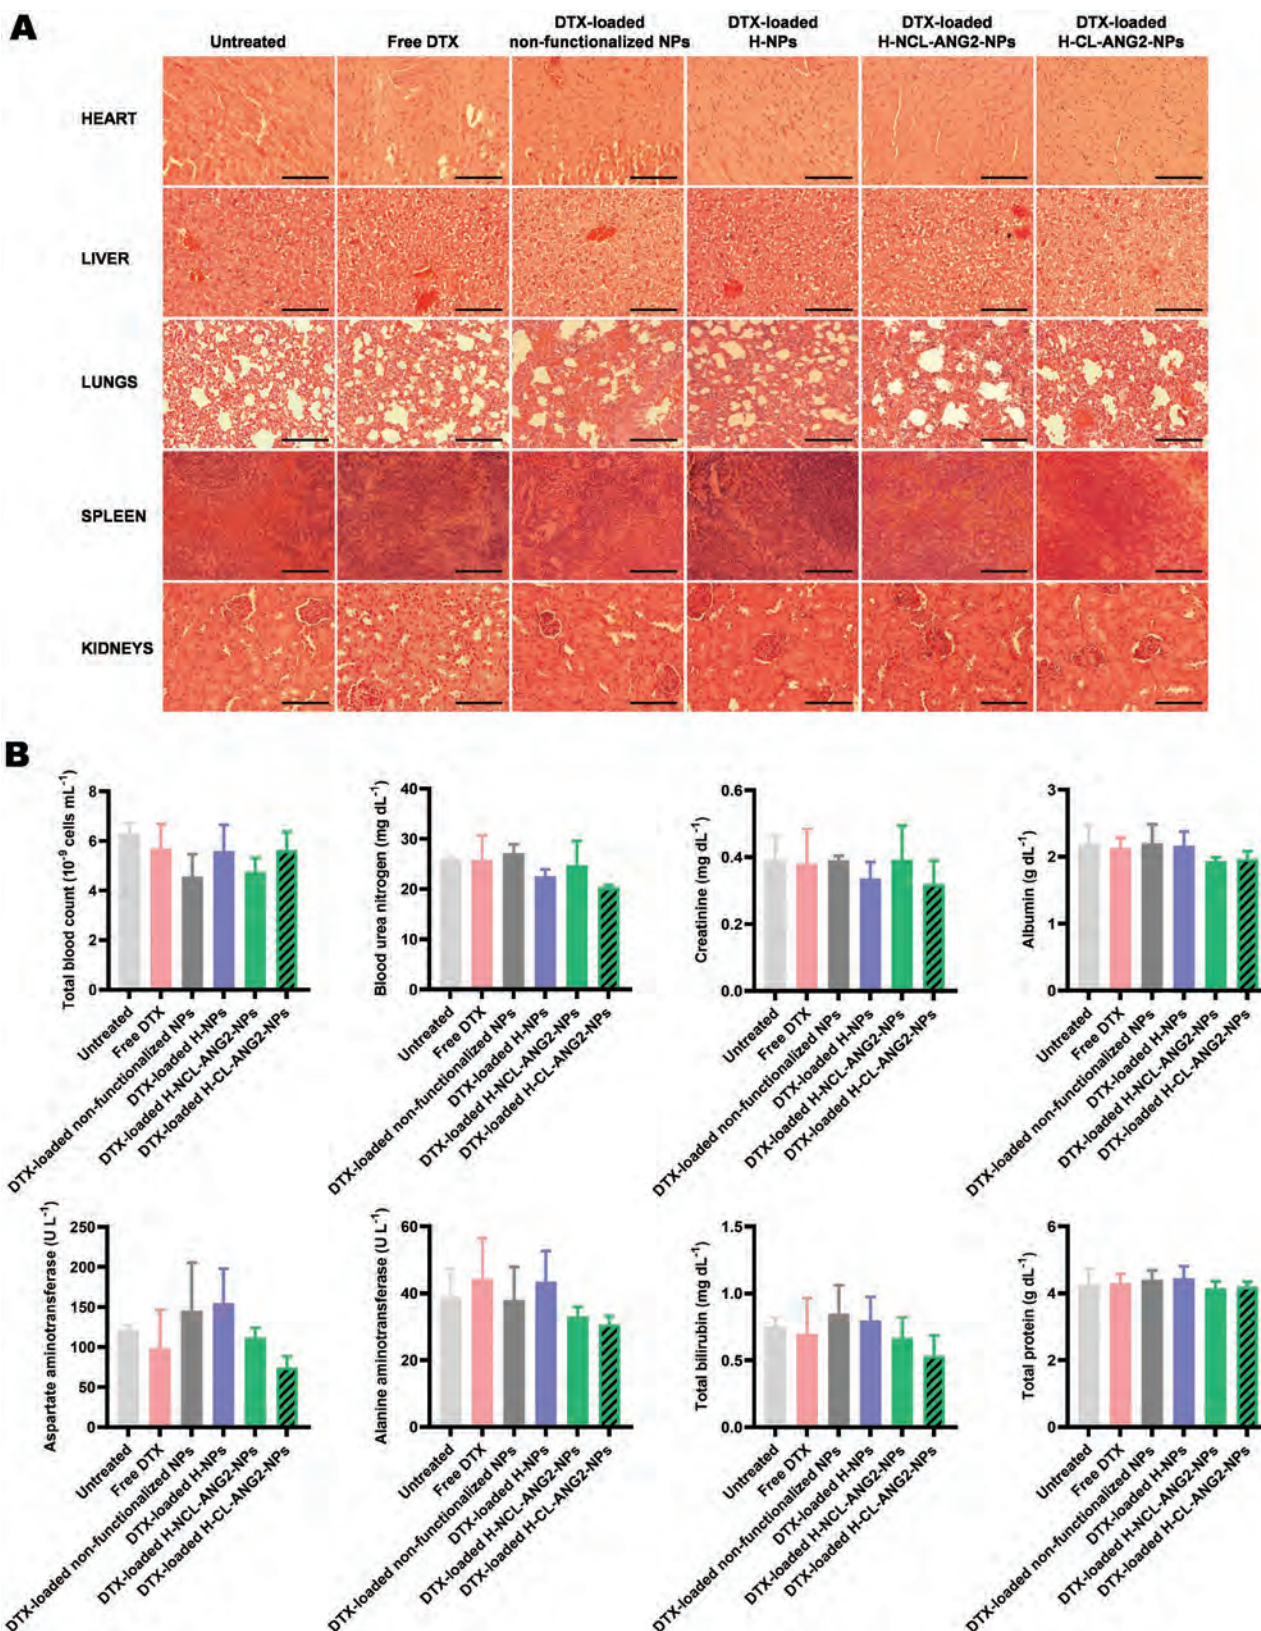 A
Untreated
Free DTX
DTX-loaded
non-functionalized NPs
DTX-loaded
H-NPs
DTX-loaded
H-NCL-ANG2-NPs
DTX-loaded
H-CL-ANG2-NPs
HEART
LIVER
LUNGS
SPLEEN
KIDNEYS
B
Total blood count (10⁻⁹ cells mL⁻¹)
8
6
4
2
0
Untreated
Free DTX
DTX-loaded non-functionalized NPs
DTX-loaded H-NPs
DTX-loaded H-NCL-ANG2-NPs
DTX-loaded H-CL-ANG2-NPs
Blood urea nitrogen (mg dL⁻¹)
40
30
20
10
0
Untreated
Free DTX
DTX-loaded non-functionalized NPs
DTX-loaded H-NPs
DTX-loaded H-NCL-ANG2-NPs
DTX-loaded H-CL-ANG2-NPs
Creatinine (mg dL⁻¹)
0.6
0.4
0.2
0.0
Untreated
Free DTX
DTX-loaded non-functionalized NPs
DTX-loaded H-NPs
DTX-loaded H-NCL-ANG2-NPs
DTX-loaded H-CL-ANG2-NPs
Albumin (g dL⁻¹)
3
2
1
0
Untreated
Free DTX
DTX-loaded non-functionalized NPs
DTX-loaded H-NPs
DTX-loaded H-NCL-ANG2-NPs
DTX-loaded H-CL-ANG2-NPs
Aspartate aminotransferase (U L⁻¹)
250
200
150
100
50
0
Untreated
Free DTX
DTX-loaded non-functionalized NPs
DTX-loaded H-NPs
DTX-loaded H-NCL-ANG2-NPs
DTX-loaded H-CL-ANG2-NPs
Alanine aminotransferase (U L⁻¹)
60
40
20
0
Untreated
Free DTX
DTX-loaded non-functionalized NPs
DTX-loaded H-NPs
DTX-loaded H-NCL-ANG2-NPs
DTX-loaded H-CL-ANG2-NPs
Total bilirubin (mg dL⁻¹)
1.5
1.0
0.5
0.0
Untreated
Free DTX
DTX-loaded non-functionalized NPs
DTX-loaded H-NPs
DTX-loaded H-NCL-ANG2-NPs
DTX-loaded H-CL-ANG2-NPs
Total protein (g dL⁻¹)
6
4
2
0
Untreated
Free DTX
DTX-loaded non-functionalized NPs
DTX-loaded H-NPs
DTX-loaded H-NCL-ANG2-NPs
DTX-loaded H-CL-ANG2-NPs